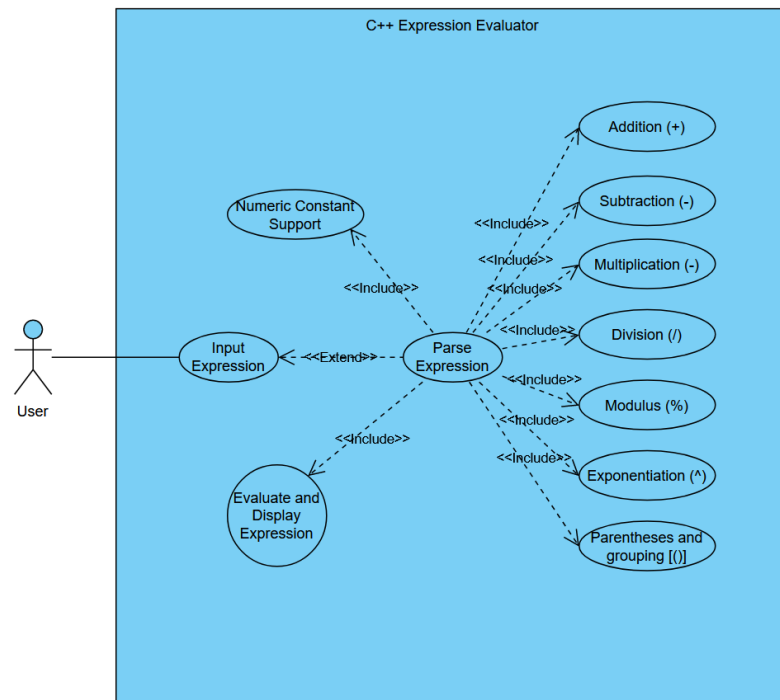 C++ Expression Evaluator
Addition (+)
Numeric Constant
Support
Subtraction (-)
<<Include>>
<<Include>>
Multiplication (-)
<<Include>>
<<Include>>
Input
Expression
<<Extend>>
Parse
Expression
<<Include>>
Division (/)
User
<<Include>>
Modulus (%)
<<Include>>
<<Include>>
Exponentiation (^)
<<Include>>
Evaluate and
Display
Expression
Parentheses and
grouping [()]